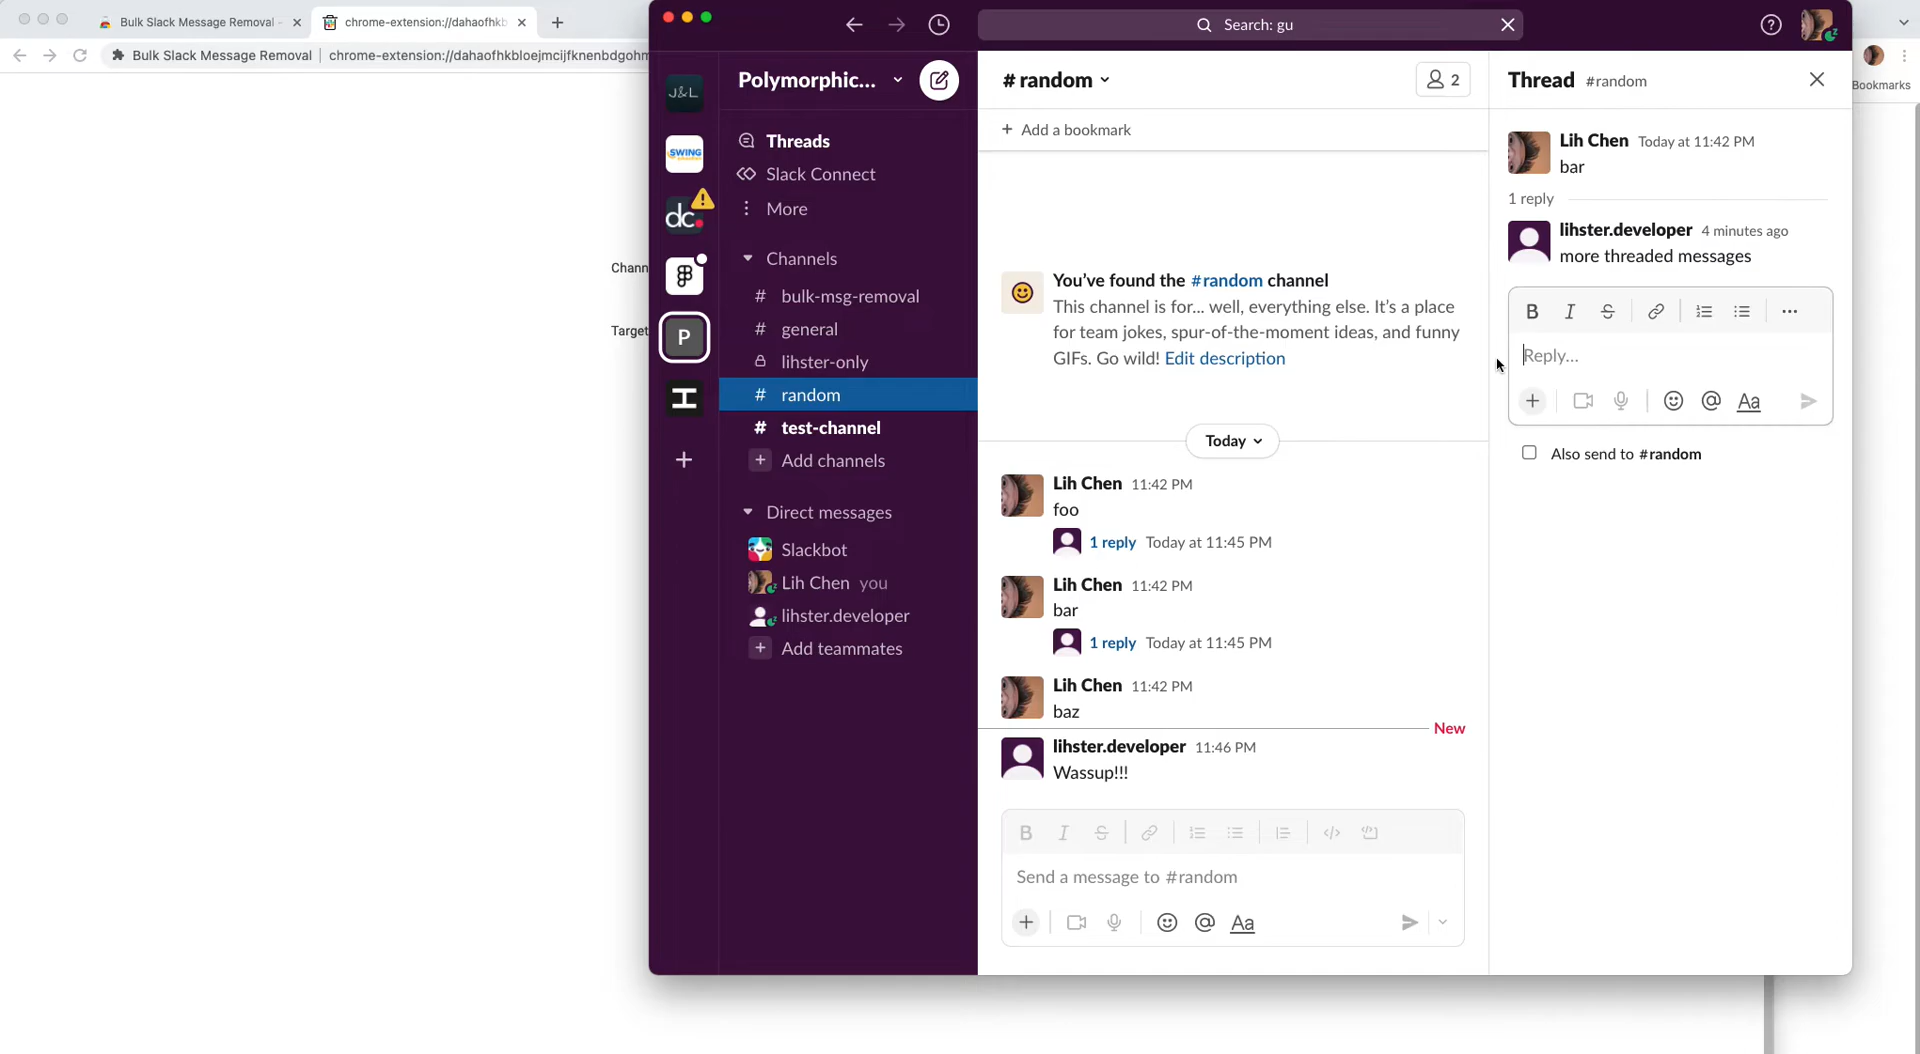 Bulk Slack Message Removal -
chrome-extension://dahaofhkb
Bulk Slack Message Removal
chrome-extension://dahaofhkbloejmcijfknenbdgohm
Bookmarks
Chann
Target
Search: gu
J&L
SWING
dc.
P
Polymorphic...
Threads
Slack Connect
More
Channels
# bulk-msg-removal
# general
lihster-only
# random
# test-channel
+ Add channels
Direct messages
Slackbot
Lih Chen you
lihster.developer
+ Add teammates
# random
2
+ Add a bookmark
You've found the #random channel
This channel is for... well, everything else. It's a place
for team jokes, spur-of-the-moment ideas, and funny
GIFs. Go wild! Edit description
Today
Lih Chen 11:42 PM
foo
1 reply Today at 11:45 PM
Lih Chen 11:42 PM
bar
1 reply Today at 11:45 PM
Lih Chen 11:42 PM
baz
New
lihster.developer 11:46 PM
Wassup!!!
B I S
Send a message to #random
+ @ Aa
Thread #random
Lih Chen Today at 11:42 PM
bar
1 reply
lihster.developer 4 minutes ago
more threaded messages
B I S
Reply...
+ @ Aa
Also send to #random